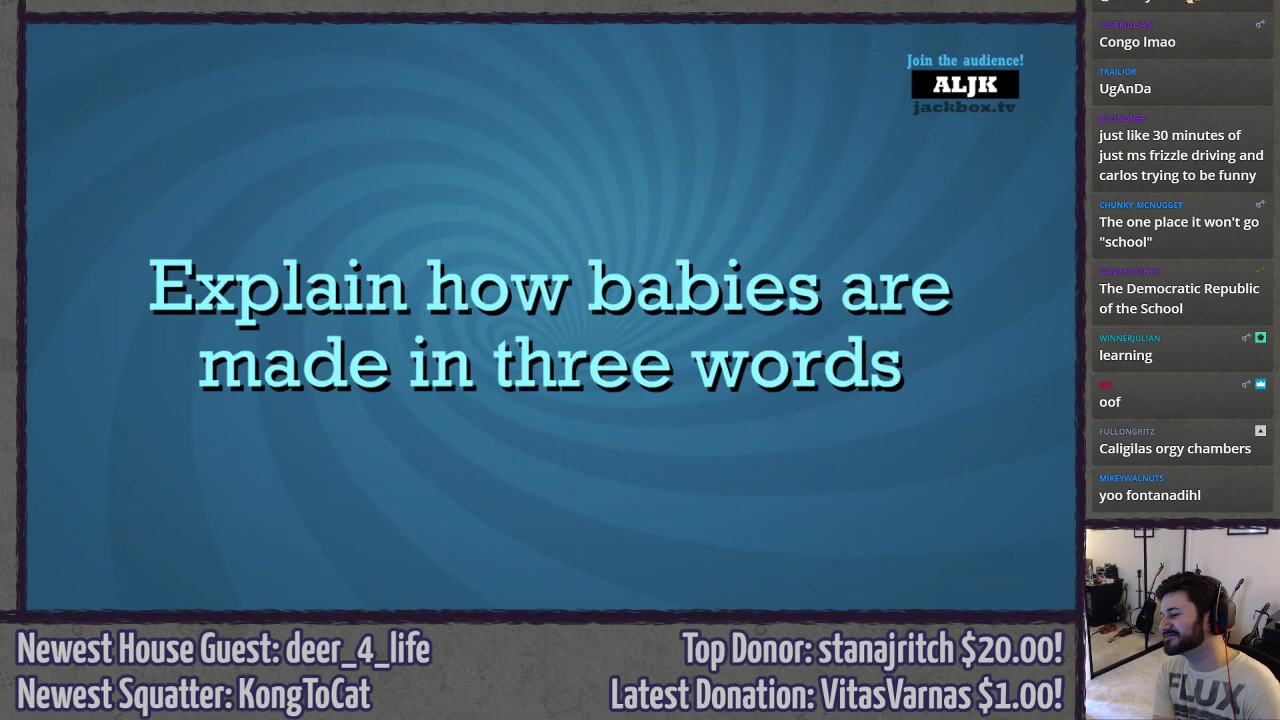 Join the audience!
ALJK
jackbox.tv
Explain how babies are
made in three words
LOSERJULIAN
Congo lmao
TRAILIOR
UgAnDa
just like 30 minutes of
just ms frizzle driving and
carlos trying to be funny
CHUNKY MCNUGGET
The one place it won't go
"school"
The Democratic Republic
of the School
WINNERJULIAN
learning
oof
FULLONGRITZ
Caligilas orgy chambers
MIKEYWALNUTS
yoo fontanadihl
FLUX
Newest House Guest: deer_4_life
Newest Squatter: KongToCat
Top Donor: stanajritch $20.00!
Latest Donation: VitasVarnas $1.00!